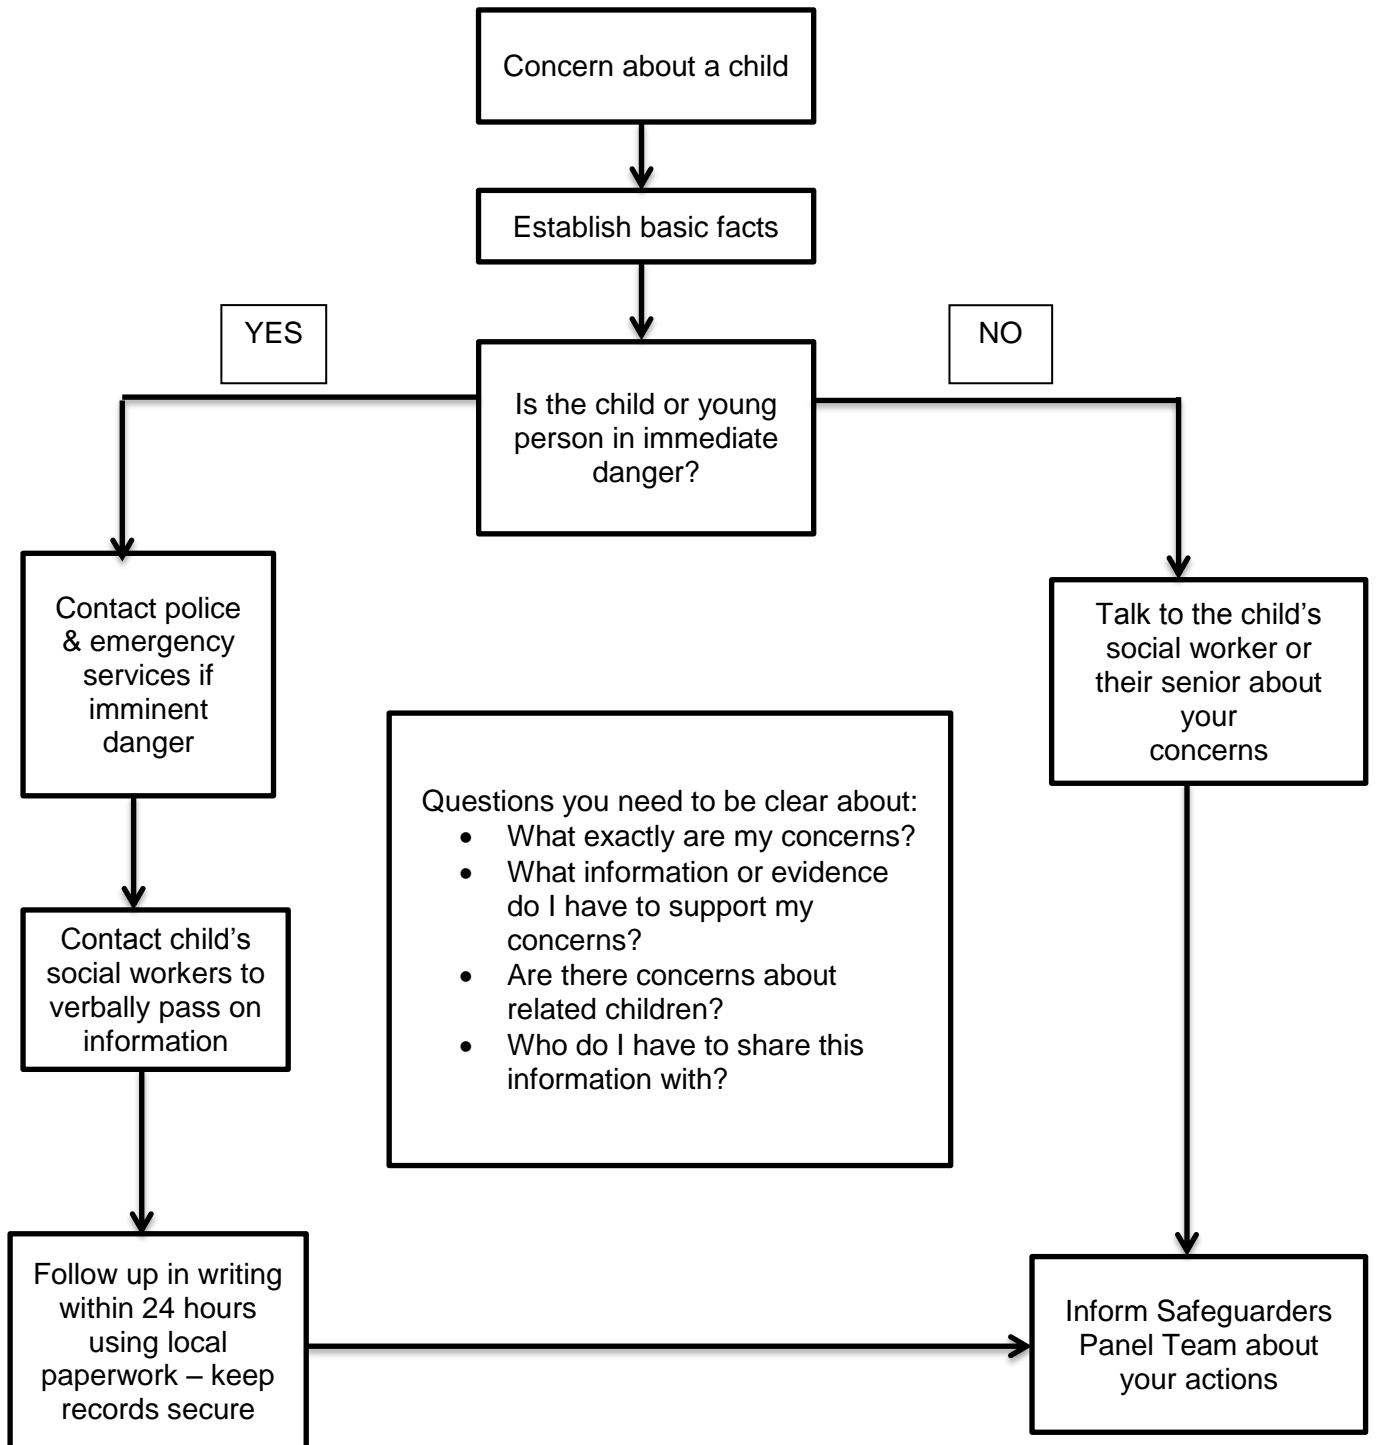 Concern about a child
Establish basic facts
YES
NO
Is the child or young
person in immediate
danger?
Contact police
& emergency
services if
imminent
danger
Talk to the child’s
social worker or
their senior about
your
concerns
Questions you need to be clear about:
• What exactly are my concerns?
• What information or evidence
do I have to support my
concerns?
• Are there concerns about
related children?
• Who do I have to share this
information with?
Contact child’s
social workers to
verbally pass on
information
Follow up in writing
within 24 hours
using local
paperwork – keep
records secure
Inform Safeguarders
Panel Team about
your actions